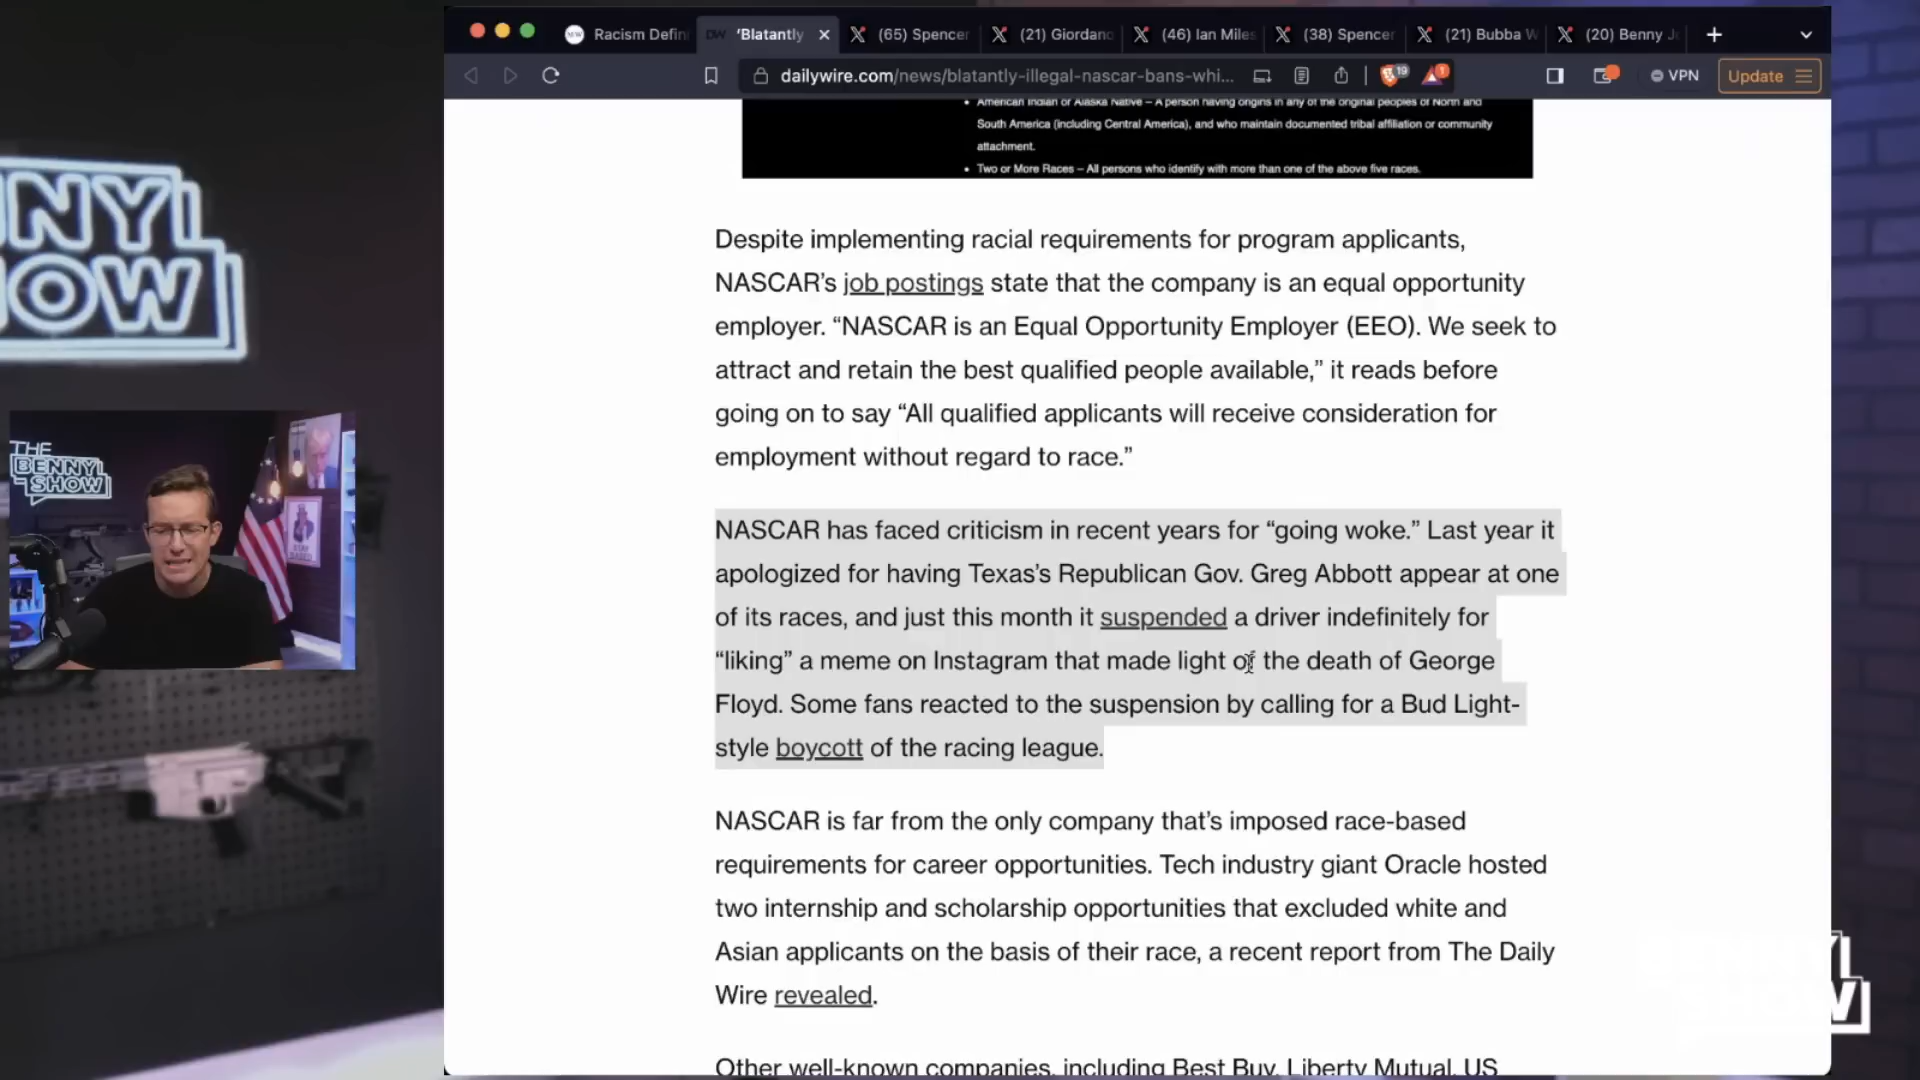 Racism Defin
'Blatantly
(65) Spencer
(21) Giordano
(46) Ian Miles
(38) Spencer
(21) Bubba W
(20) Benny J
dailywire.com/news/blatantly-illegal-nascar-bans-whi...
19
1
VPN
Update
• American Indian or Alaska Native – A person having origins in any of the original peoples of North and
South America (including Central America), and who maintain documented tribal affiliation or community
attachment.
• Two or More Races – All persons who identify with more than one of the above five races.
NNY
HOW
THE
BENNY
SHOW
Despite implementing racial requirements for program applicants,
NASCAR’s job postings state that the company is an equal opportunity
employer. “NASCAR is an Equal Opportunity Employer (EEO). We seek to
attract and retain the best qualified people available,” it reads before
going on to say “All qualified applicants will receive consideration for
employment without regard to race.”
NASCAR has faced criticism in recent years for “going woke.” Last year it
apologized for having Texas’s Republican Gov. Greg Abbott appear at one
of its races, and just this month it suspended a driver indefinitely for
“liking” a meme on Instagram that made light of the death of George
Floyd. Some fans reacted to the suspension by calling for a Bud Light-
style boycott of the racing league.
NASCAR is far from the only company that’s imposed race-based
requirements for career opportunities. Tech industry giant Oracle hosted
two internship and scholarship opportunities that excluded white and
Asian applicants on the basis of their race, a recent report from The Daily
Wire revealed.
Other well-known companies, including Best Buy, Liberty Mutual, US